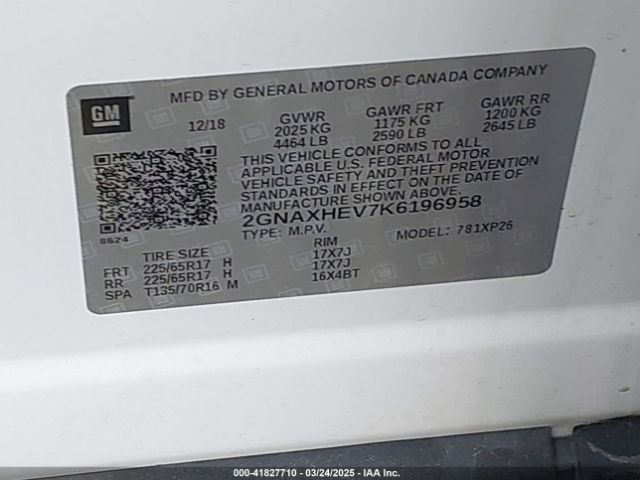 GM
MFD BY GENERAL MOTORS OF CANADA COMPANY
12/18 GVWR GAWR FRT GAWR RR
2025 KG 1175 KG 1200 KG
4464 LB 2590 LB 2645 LB
THIS VEHICLE CONFORMS TO ALL
APPLICABLE U.S. FEDERAL MOTOR
VEHICLE SAFETY AND THEFT PREVENTION
STANDARDS IN EFFECT ON THE DATE OF
MANUFACTURE SHOWN ABOVE.
2GNAXHEV7K6196958
8624
TYPE: M.P.V. MODEL: 781XP26
TIRE SIZE RIM
FRT 225/65R17 H 17X7J
RR 225/65R17 H 17X7J
SPA T135/70R16 M 16X4BT
000-41827710 - 03/24/2025 - IAA Inc.